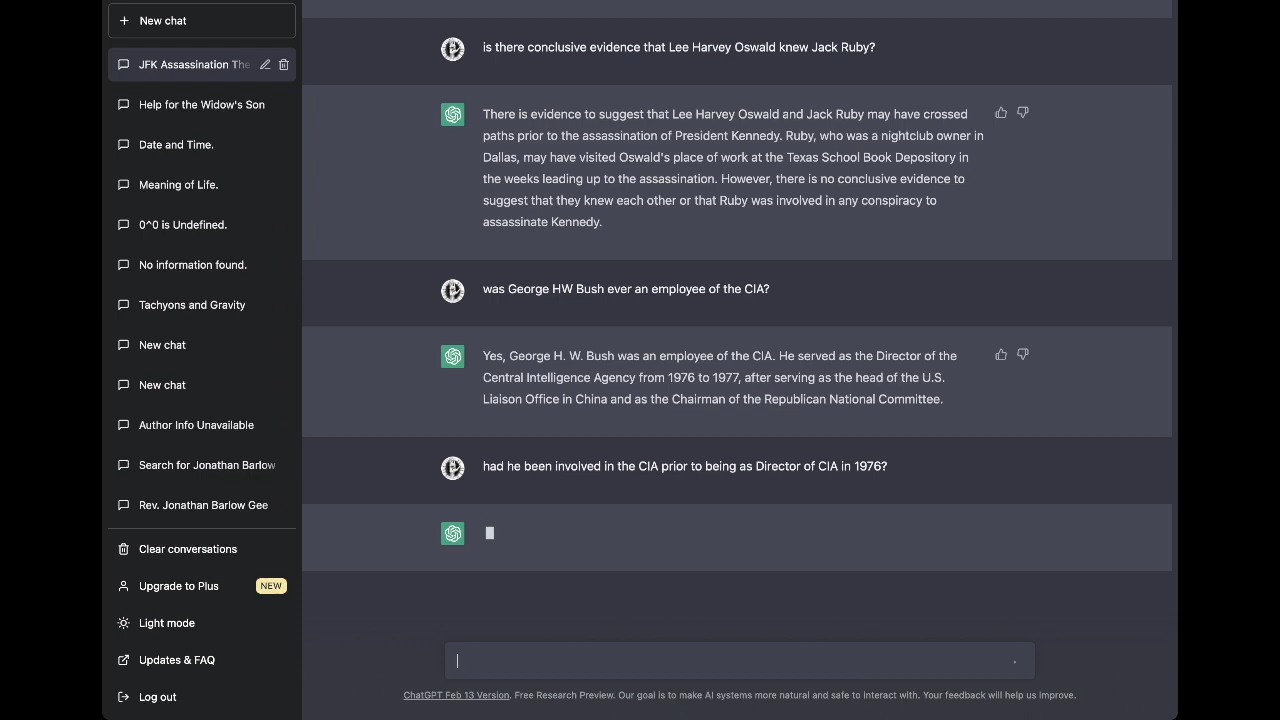 New chat
JFK Assassination The
Help for the Widow's Son
Date and Time.
Meaning of Life.
0^0 is Undefined.
No information found.
Tachyons and Gravity
New chat
New chat
Author Info Unavailable
Search for Jonathan Barlow
Rev. Jonathan Barlow Gee
Clear conversations
Upgrade to Plus NEW
Light mode
Updates & FAQ
Log out
is there conclusive evidence that Lee Harvey Oswald knew Jack Ruby?
There is evidence to suggest that Lee Harvey Oswald and Jack Ruby may have crossed
paths prior to the assassination of President Kennedy. Ruby, who was a nightclub owner in
Dallas, may have visited Oswald's place of work at the Texas School Book Depository in
the weeks leading up to the assassination. However, there is no conclusive evidence to
suggest that they knew each other or that Ruby was involved in any conspiracy to
assassinate Kennedy.
was George HW Bush ever an employee of the CIA?
Yes, George H. W. Bush was an employee of the CIA. He served as the Director of the
Central Intelligence Agency from 1976 to 1977, after serving as the head of the U.S.
Liaison Office in China and as the Chairman of the Republican National Committee.
had he been involved in the CIA prior to being as Director of CIA in 1976?
ChatGPT Feb 13 Version. Free Research Preview. Our goal is to make AI systems more natural and safe to interact with. Your feedback will help us improve.